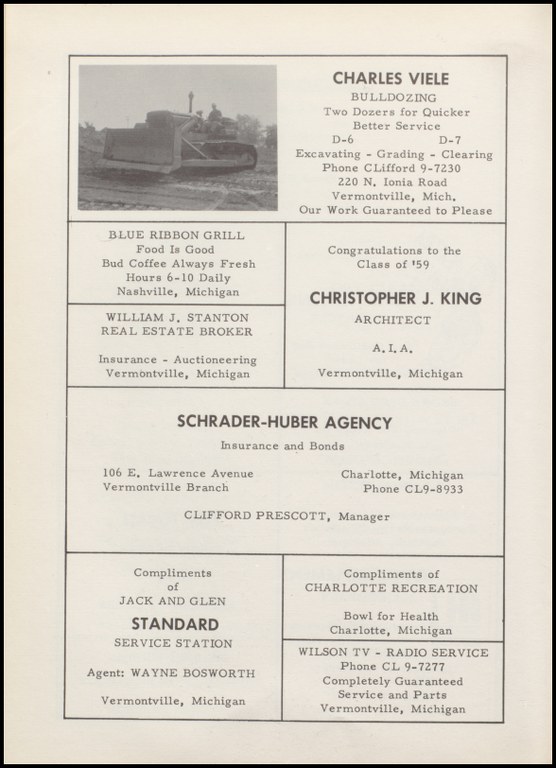 CHARLES VIELE
BULLDOZING
Two Dozers for Quicker
Better Service
D-6 D-7
Excavating - Grading - Clearing
Phone CLifford 9-7230
220 N. Ionia Road
Vermontville, Mich.
Our Work Guaranteed to Please
BLUE RIBBON GRILL
Food Is Good
Bud Coffee Always Fresh
Hours 6-10 Daily
Nashville, Michigan
WILLIAM J. STANTON
REAL ESTATE BROKER
Insurance - Auctioneering
Vermontville, Michigan
Congratulations to the
Class of '59
CHRISTOPHER J. KING
ARCHITECT
A.I.A.
Vermontville, Michigan
SCHRADER-HUBER AGENCY
Insurance and Bonds
106 E. Lawrence Avenue Charlotte, Michigan
Vermontville Branch Phone CL9-8933
CLIFFORD PRESCOTT, Manager
Compliments
of
JACK AND GLEN
STANDARD
SERVICE STATION
Agent: WAYNE BOSWORTH
Vermontville, Michigan
Compliments of
CHARLOTTE RECREATION
Bowl for Health
Charlotte, Michigan
WILSON TV - RADIO SERVICE
Phone CL 9-7277
Completely Guaranteed
Service and Parts
Vermontville, Michigan